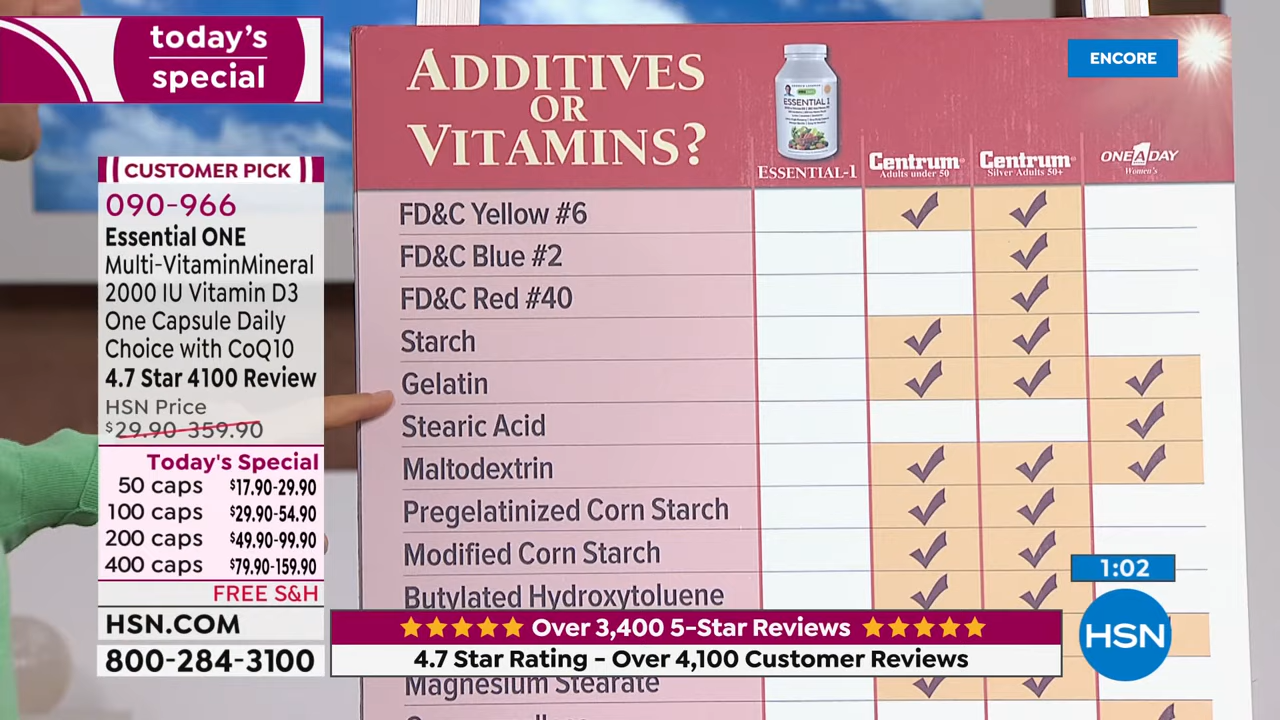 today's
special
CUSTOMER PICK
090-966
Essential ONE
Multi-VitaminMineral
2000 IU Vitamin D3
One Capsule Daily
Choice with CoQ10
4.7 Star 4100 Review
HSN Price
$29.90-359.90
Today's Special
50 caps $17.90-29.90
100 caps $29.90-54.90
200 caps $49.90-99.90
400 caps $79.90-159.90
FREE S&H
HSN.COM
800-284-3100
ADDITIVES
OR
VITAMINS?
ESSENTIAL 1
ESSENTIAL-1
Centrum
Adults under 50
Centrum
Silver Adults 50+
ONE A DAY
Women's
ENCORE
FD&C Yellow #6
FD&C Blue #2
FD&C Red #40
Starch
Gelatin
Stearic Acid
Maltodextrin
Pregelatinized Corn Starch
Modified Corn Starch
Butylated Hydroxytoluene
Magnesium Stearate
1:02
HSN
Over 3,400 5-Star Reviews
4.7 Star Rating - Over 4,100 Customer Reviews